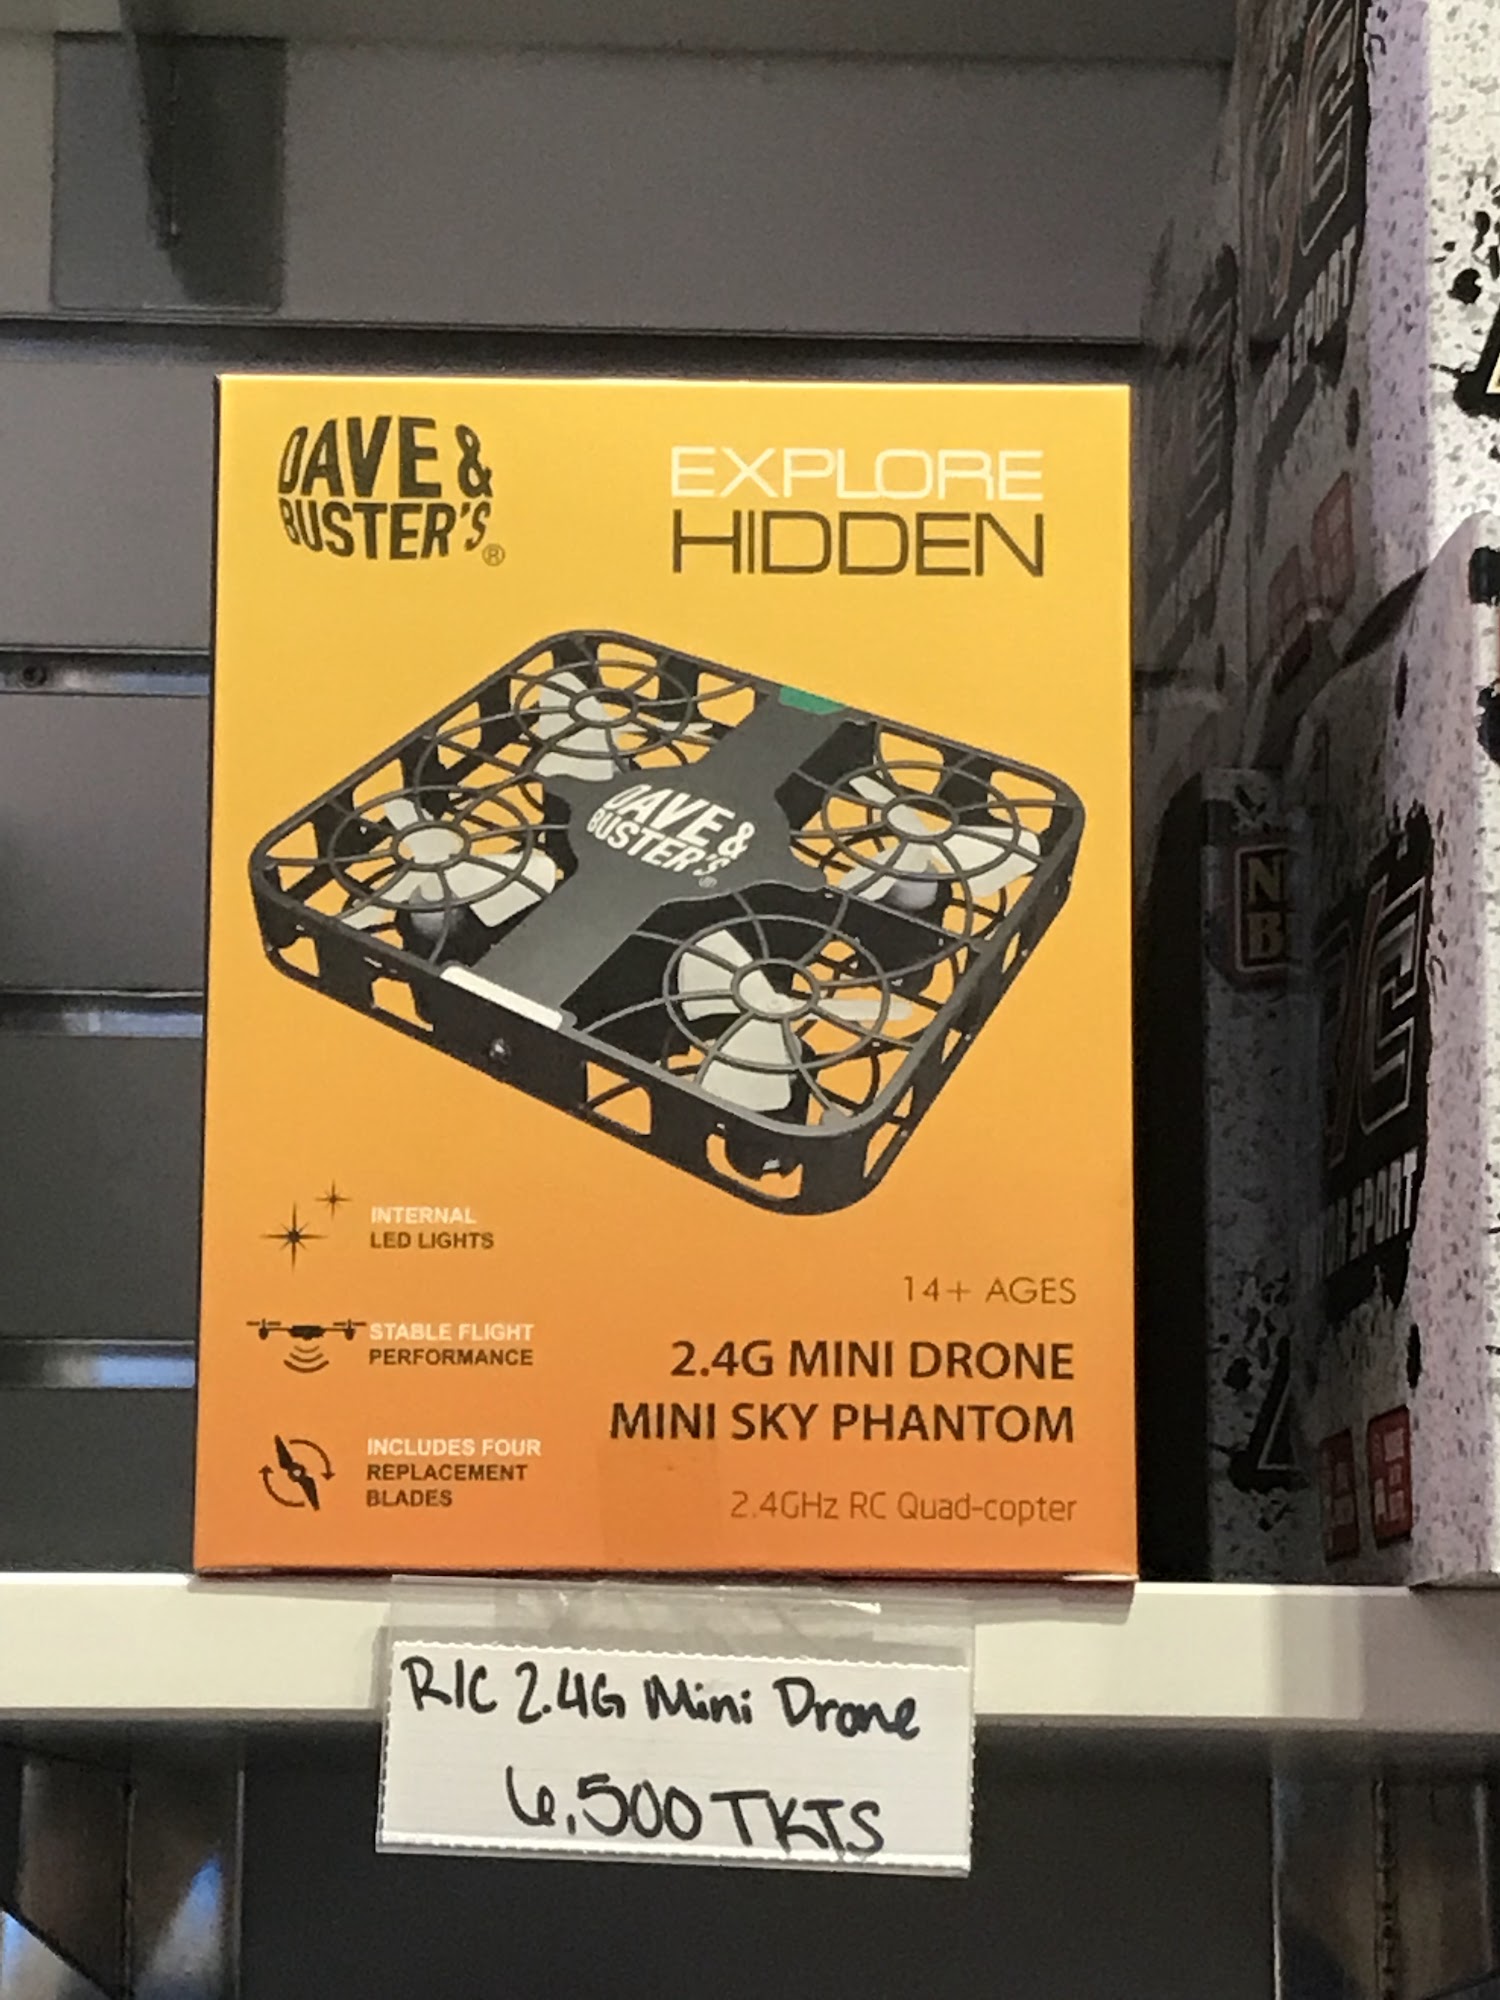 DAVE &
BUSTER'S®
EXPLORE
HIDDEN
DAVE &
BUSTER'S®
INTERNAL
LED LIGHTS
STABLE FLIGHT
PERFORMANCE
INCLUDES FOUR
REPLACEMENT
BLADES
14+ AGES
2.4G MINI DRONE
MINI SKY PHANTOM
2.4GHz RC Quad-copter
R/C 2.4G Mini Drone
6,500 TKTS